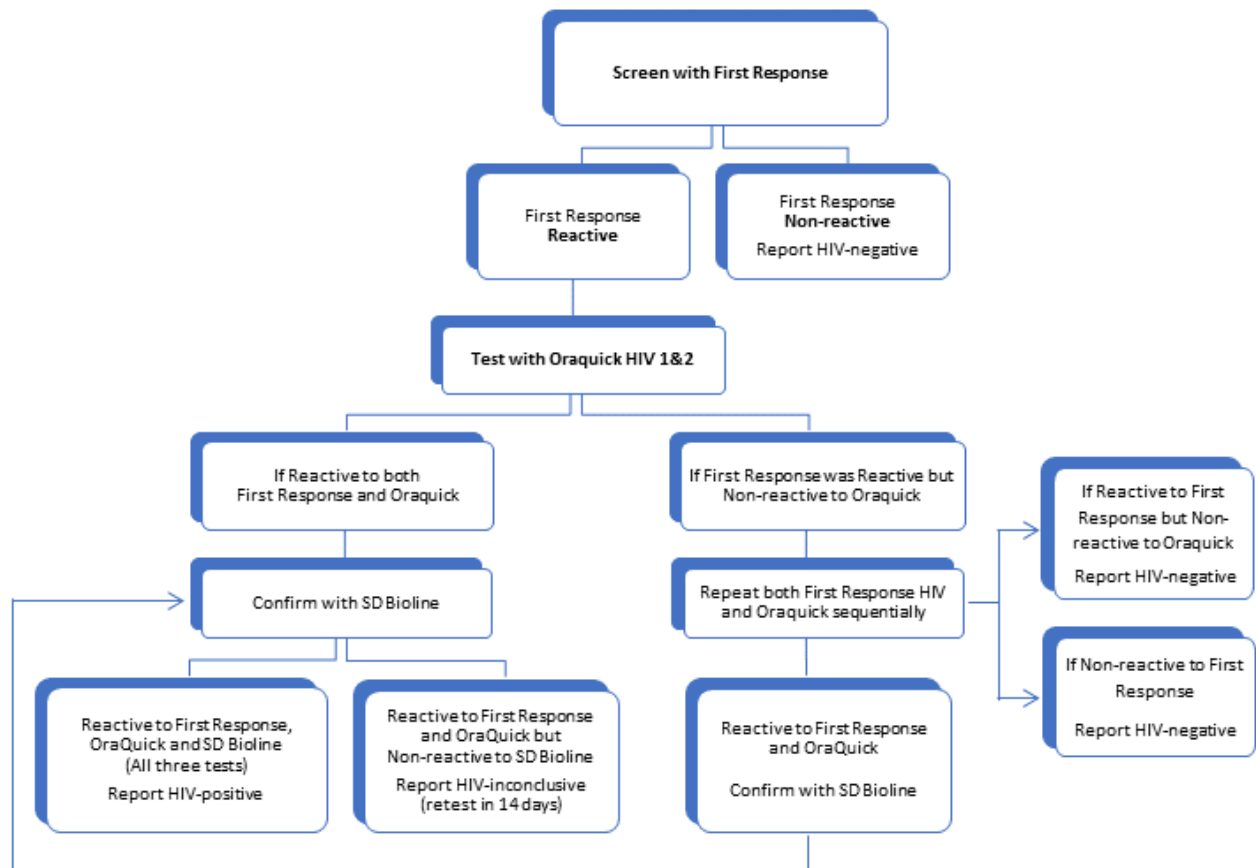 Screen with First Response
First Response
Reactive
First Response
Non-reactive
Report HIV-negative
Test with Oraquick HIV 1&2
If Reactive to both
First Response and Oraquick
If First Response was Reactive but
Non-reactive to Oraquick
If Reactive to First
Response but Non-
reactive to Oraquick
Report HIV-negative
Confirm with SD Bioline
Repeat both First Response HIV
and Oraquick sequentially
If Non-reactive to First
Response
Report HIV-negative
Reactive to First Response,
OraQuick and SD Bioline
(All three tests)
Report HIV-positive
Reactive to First Response
and OraQuick but
Non-reactive to SD Bioline
Report HIV-inconclusive
(retest in 14 days)
Reactive to First Response
and OraQuick
Confirm with SD Bioline